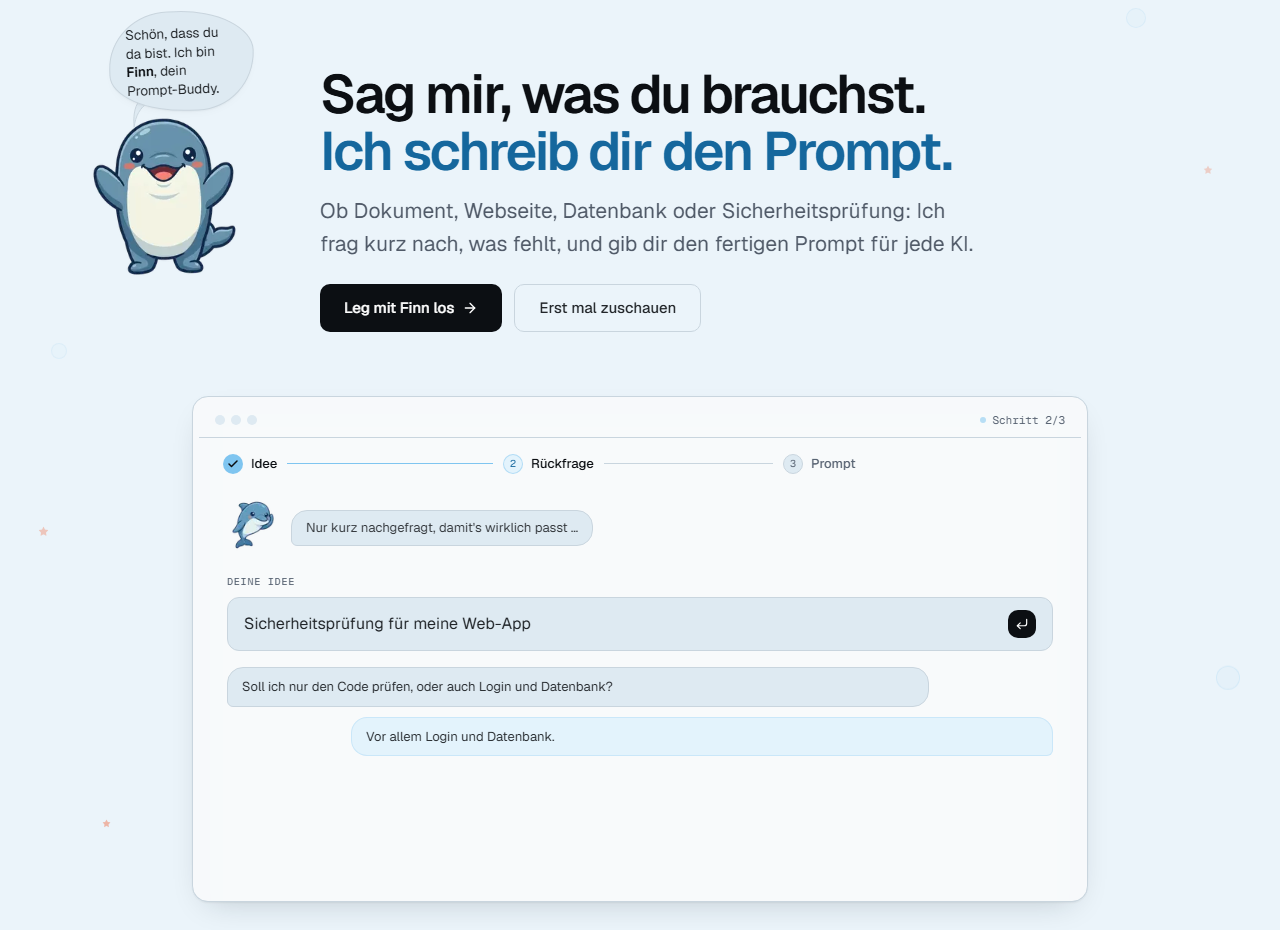 Schön, dass du
da bist. Ich bin
Finn, dein
Prompt-Buddy.
Sag mir, was du brauchst.
Ich schreib dir den Prompt.
Ob Dokument, Webseite, Datenbank oder Sicherheitsprüfung: Ich
frag kurz nach, was fehlt, und gib dir den fertigen Prompt für jede KI.
Leg mit Finn los →
Erst mal zuschauen
Schritt 2/3
Idee
2 Rückfrage
3 Prompt
Nur kurz nachgefragt, damit's wirklich passt …
DEINE IDEE
Sicherheitsprüfung für meine Web-App
Soll ich nur den Code prüfen, oder auch Login und Datenbank?
Vor allem Login und Datenbank.